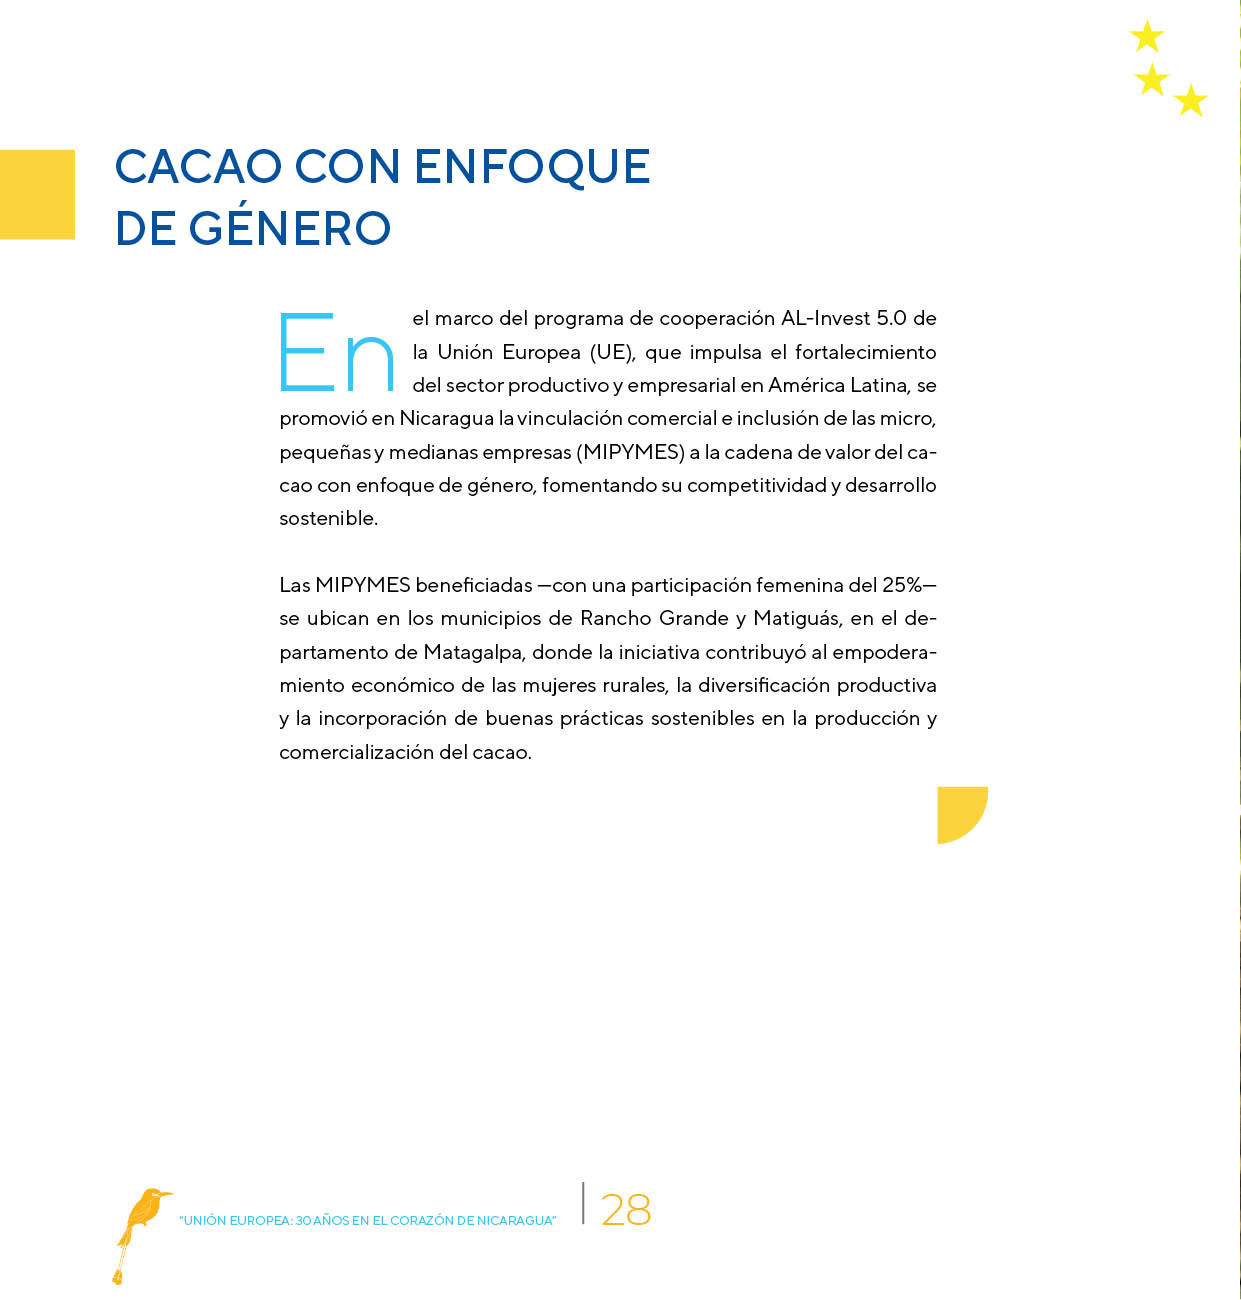 CACAO CON ENFOQUE
DE GÉNERO
En el marco del programa de cooperación AL-Invest 5.0 de
la Unión Europea (UE), que impulsa el fortalecimiento
del sector productivo y empresarial en América Latina, se
promovió en Nicaragua la vinculación comercial e inclusión de las micro,
pequeñas y medianas empresas (MIPYMES) a la cadena de valor del ca-
cao con enfoque de género, fomentando su competitividad y desarrollo
sostenible.
Las MIPYMES beneficiadas —con una participación femenina del 25%—
se ubican en los municipios de Rancho Grande y Matiguás, en el de-
partamento de Matagalpa, donde la iniciativa contribuyó al empodera-
miento económico de las mujeres rurales, la diversificación productiva
y la incorporación de buenas prácticas sostenibles en la producción y
comercialización del cacao.
"UNIÓN EUROPEA: 30 AÑOS EN EL CORAZÓN DE NICARAGUA"
28